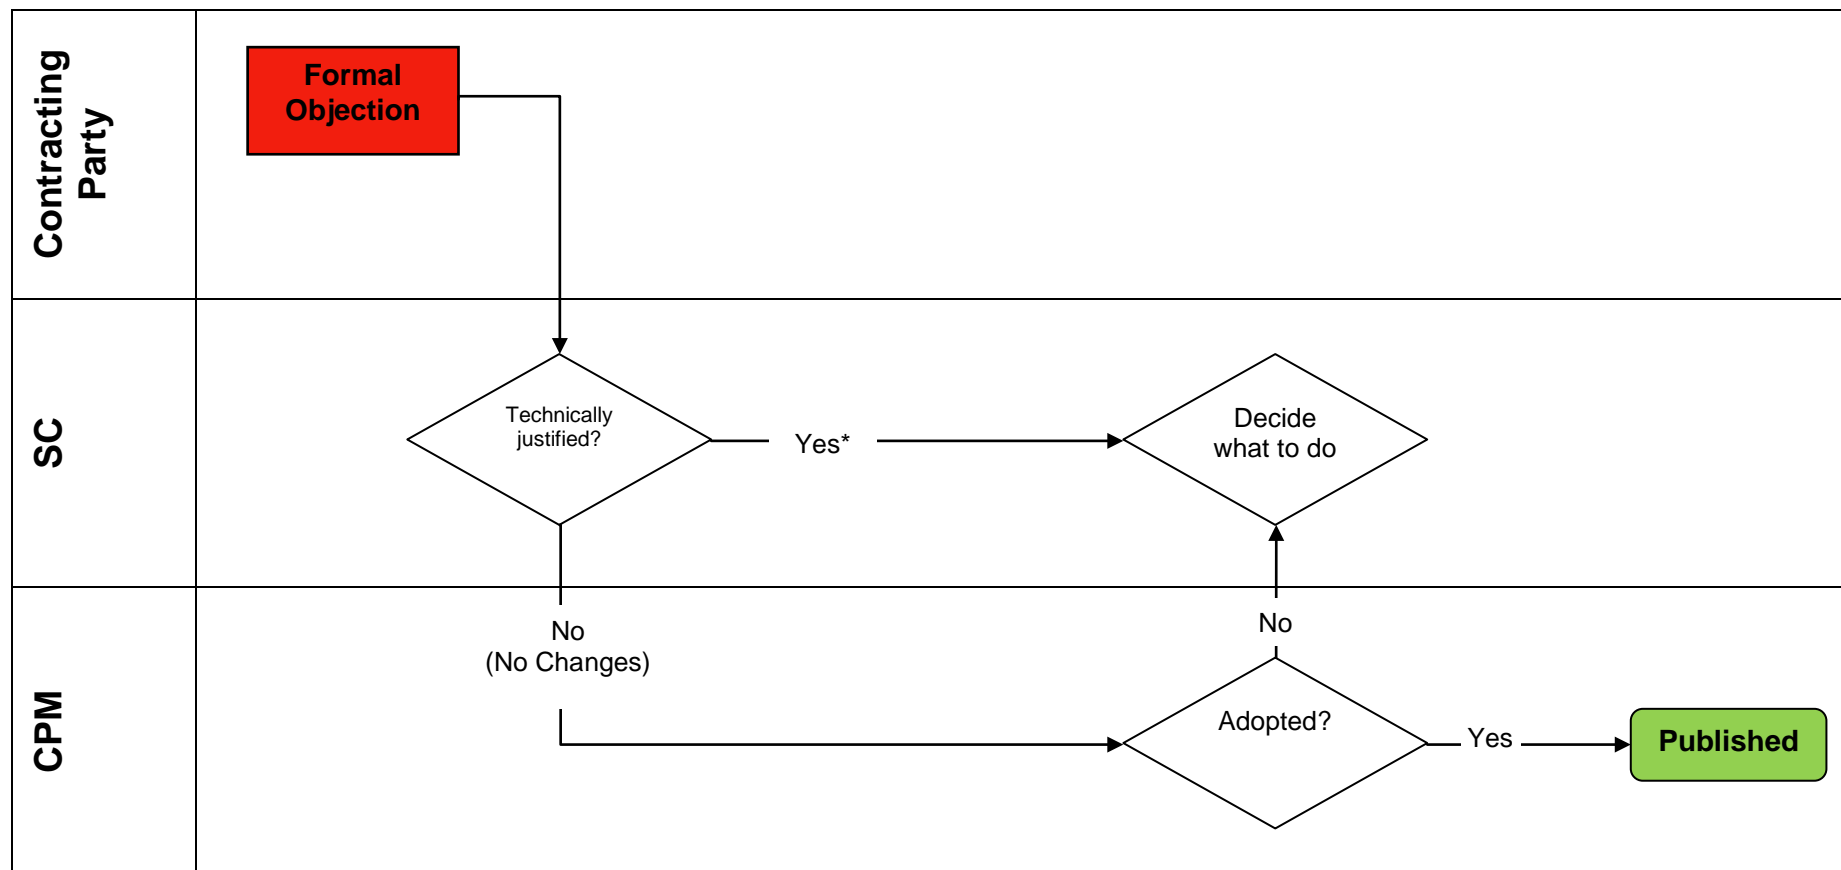 Contracting
Party
Formal
Objection
SC
Technically
justified?
Yes*
Decide
what to do
CPM
No
(No Changes)
No
Adopted?
Yes
Published